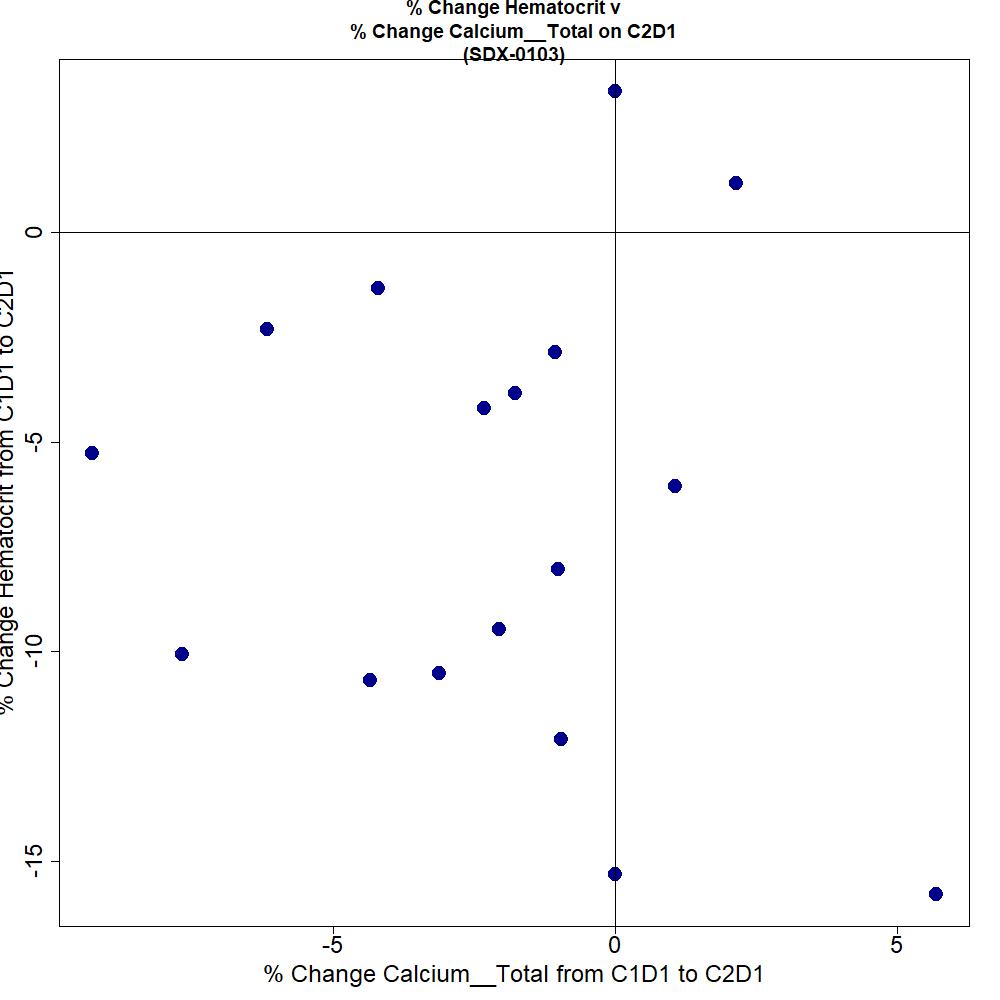 % Change Hematocrit v
% Change Calcium__Total on C2D1
(SDX-0103)
% Change Hematocrit from C1D1 to C2D1
0
-5
-10
-15
-5
0
5
% Change Calcium__Total from C1D1 to C2D1